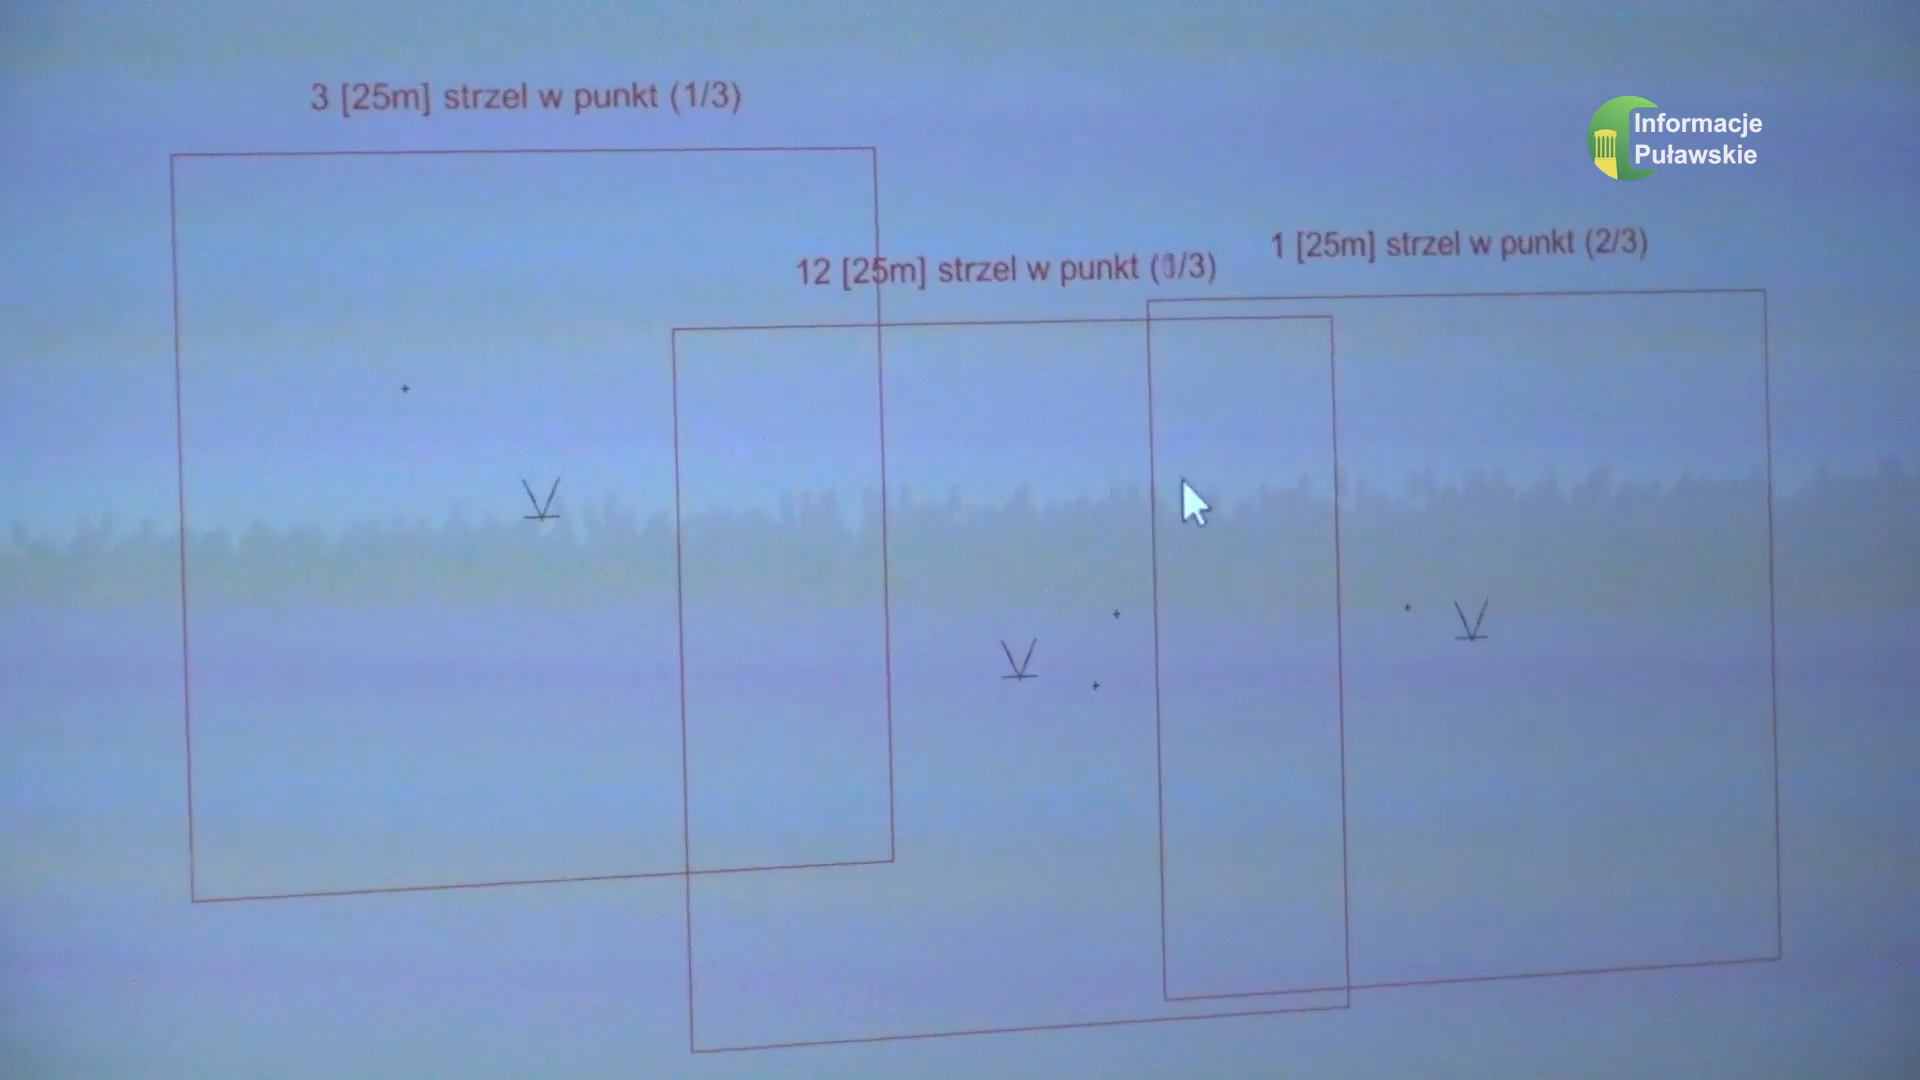 3 [25m] strzel w punkt (1/3)
Informacje
Puławskie
12 [25m] strzel w punkt
1 [25m] strzel w punkt (2/3)